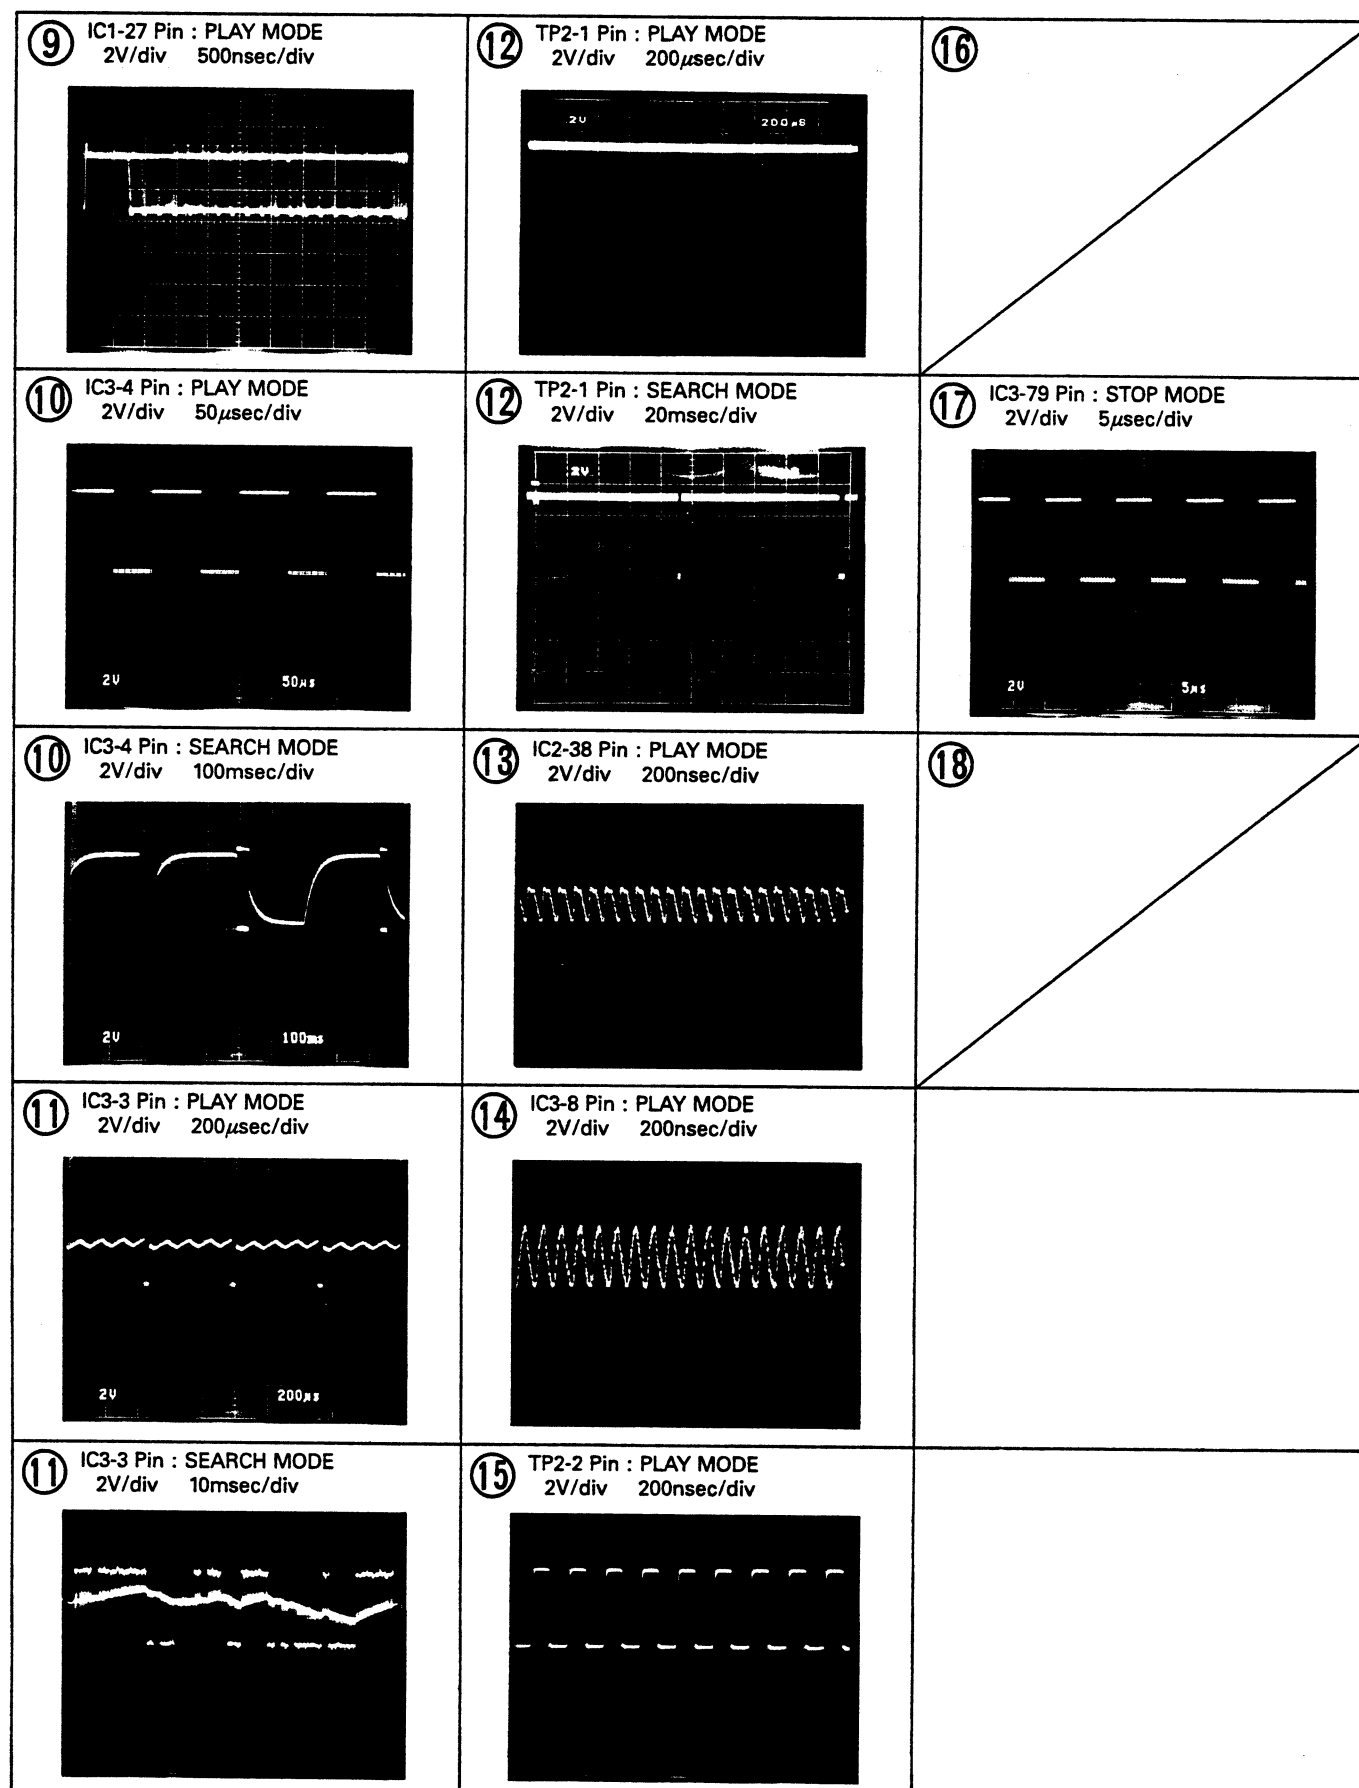 ⑨ IC1-27 Pin : PLAY MODE
2V/div 500nsec/div
⑫ TP2-1 Pin : PLAY MODE
2V/div 200μsec/div
2V 200μS
⑯
⑩ IC3-4 Pin : PLAY MODE
2V/div 50μsec/div
2V 50μs
⑫ TP2-1 Pin : SEARCH MODE
2V/div 20msec/div
2V
⑰ IC3-79 Pin : STOP MODE
2V/div 5μsec/div
2V 5μs
⑩ IC3-4 Pin : SEARCH MODE
2V/div 100msec/div
2V 100ms
⑬ IC2-38 Pin : PLAY MODE
2V/div 200nsec/div
⑱
⑪ IC3-3 Pin : PLAY MODE
2V/div 200μsec/div
2V 200μs
⑭ IC3-8 Pin : PLAY MODE
2V/div 200nsec/div
⑪ IC3-3 Pin : SEARCH MODE
2V/div 10msec/div
⑮ TP2-2 Pin : PLAY MODE
2V/div 200nsec/div